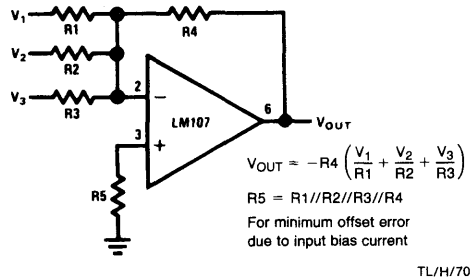 V1
R1
R4
V2
R2
2
−
V3
R3
6
LM107
VOUT
3
+
VOUT = −R4 (V1/R1 + V2/R2 + V3/R3)
R5
R5 = R1//R2//R3//R4
For minimum offset error
due to input bias current
TL/H/70